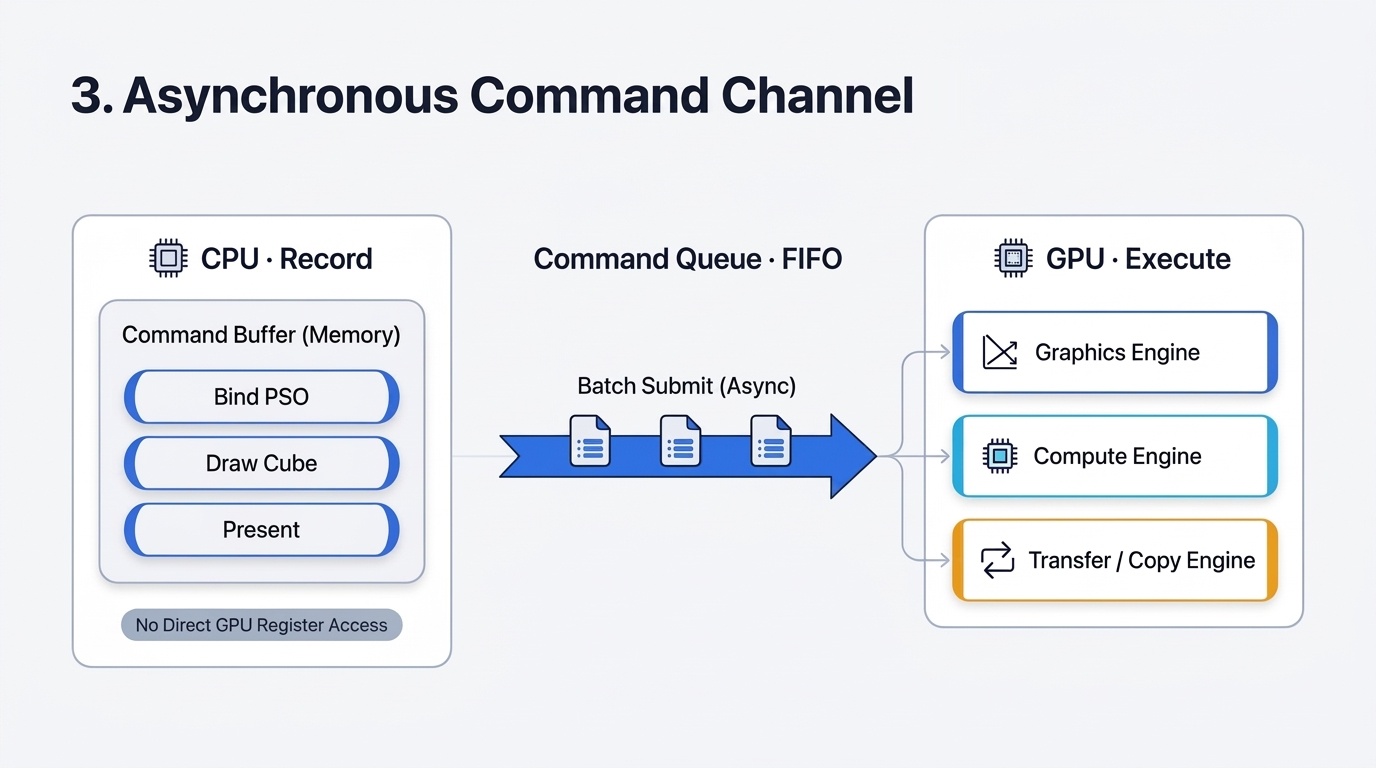 3. Asynchronous Command Channel
CPU · Record
Command Buffer (Memory)
Bind PSO
Draw Cube
Present
No Direct GPU Register Access
Command Queue · FIFO
Batch Submit (Async)
GPU · Execute
Graphics Engine
Compute Engine
Transfer / Copy Engine